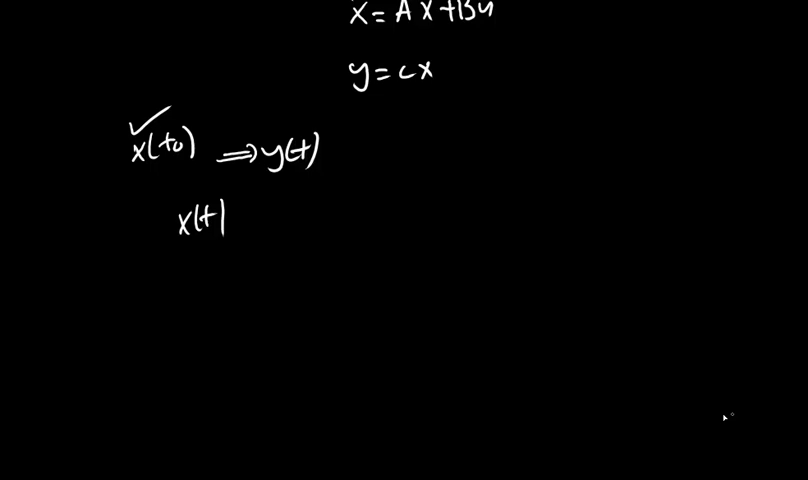 ẋ = Ax + Bu
y = cx
x(t₀) ⟹ y(t)
x(t)